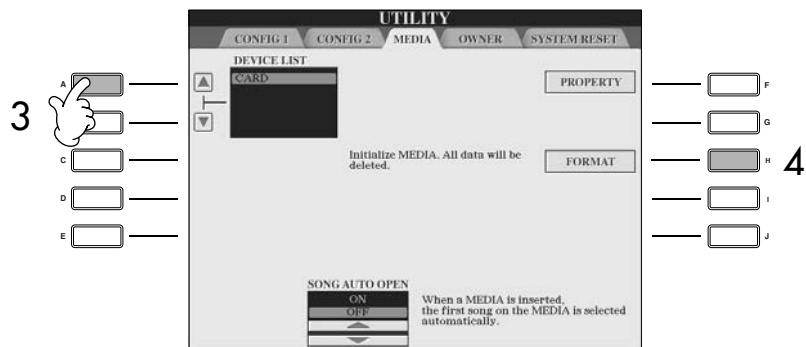 UTILITY
CONFIG 1 CONFIG 2 MEDIA OWNER SYSTEM RESET
DEVICE LIST
CARD
PROPERTY
A
F
3
G
Initialize MEDIA. All data will be
deleted.
FORMAT
C
H
4
D
I
E
J
SONG AUTO OPEN
ON
OFF
When a MEDIA is inserted,
the first song on the MEDIA is selected
automatically.